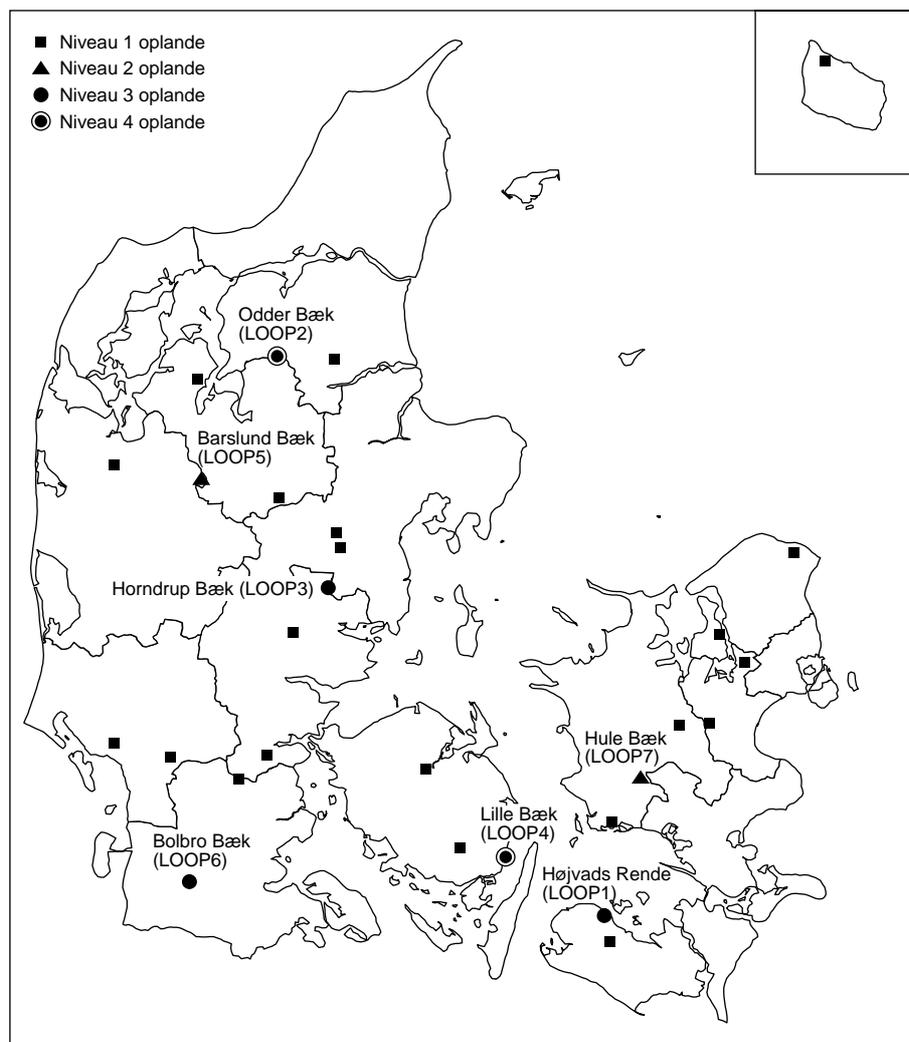 Niveau 1 oplande
Niveau 2 oplande
Niveau 3 oplande
Niveau 4 oplande
Odder Bæk
(LOOP2)
Barslund Bæk
(LOOP5)
Horndrup Bæk (LOOP3)
Hule Bæk
(LOOP7)
Lille Bæk
(LOOP4)
Bolbro Bæk
(LOOP6)
Højvads Rende
(LOOP1)